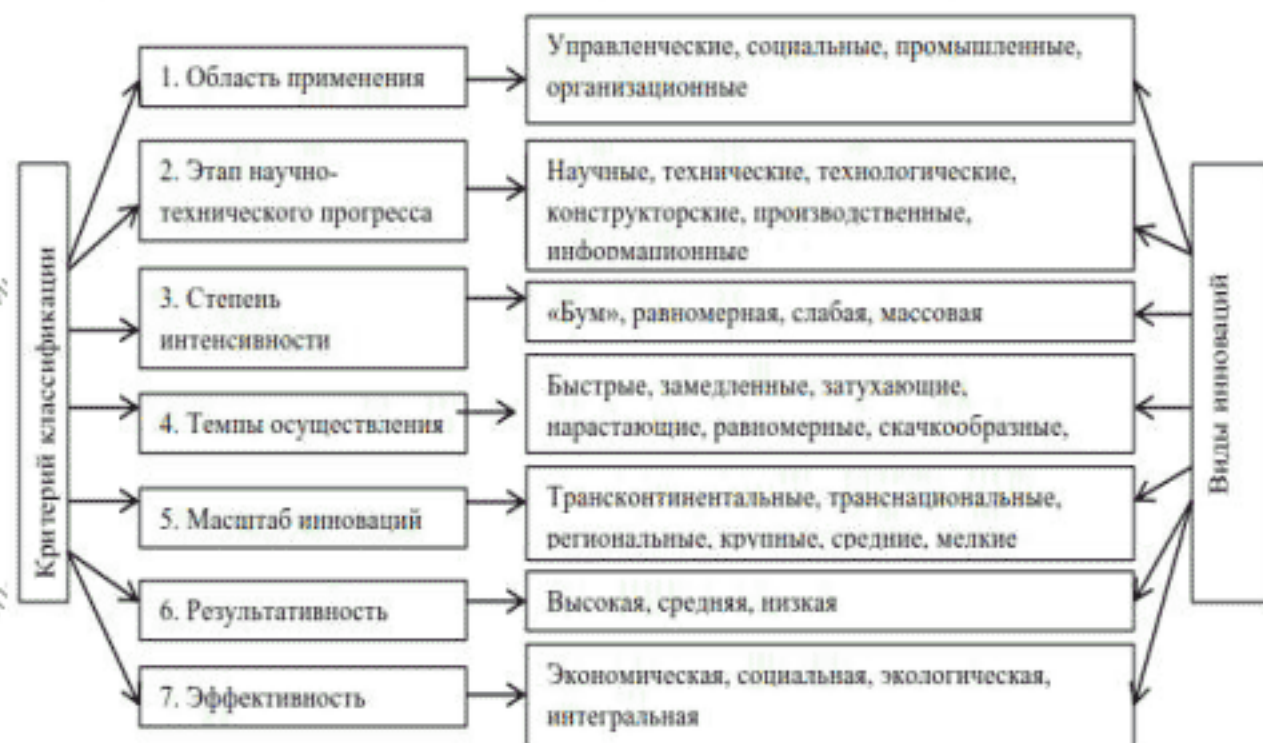 Критерий классификации
1. Область применения
Управленческие, социальные, промышленные,
организационные
2. Этап научно-
технического прогресса
Научные, технические, технологические,
конструкторские, производственные,
информационные
3. Степень
интенсивности
«Бум», равномерная, слабая, массовая
4. Темпы осуществления
Быстрые, замедленные, затухающие,
нарастающие, равномерные, скачкообразные,
5. Масштаб инноваций
Трансконтинентальные, транснациональные,
региональные, крупные, средние, мелкие
6. Результативность
Высокая, средняя, низкая
7. Эффективность
Экономическая, социальная, экологическая,
интегральная
Виды инноваций